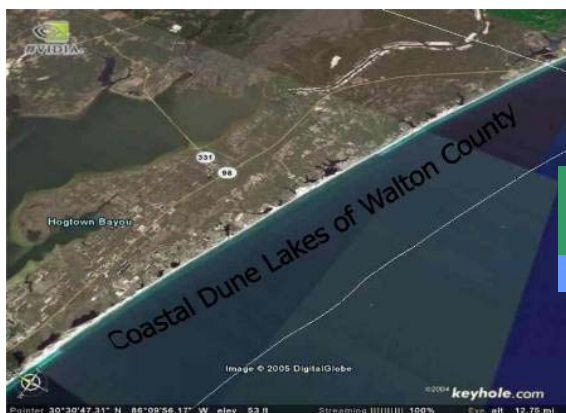 nVIDIA.
331
98
Hogtown Bayou
Coastal Dune Lakes of Walton County
Image © 2005 DigitalGlobe
©2004 keyhole.com
Pointer 30°30'47.31" N 86°09'56.17" W elev 53 ft Streaming |||||||||| 100% Eye alt 12.75 mi